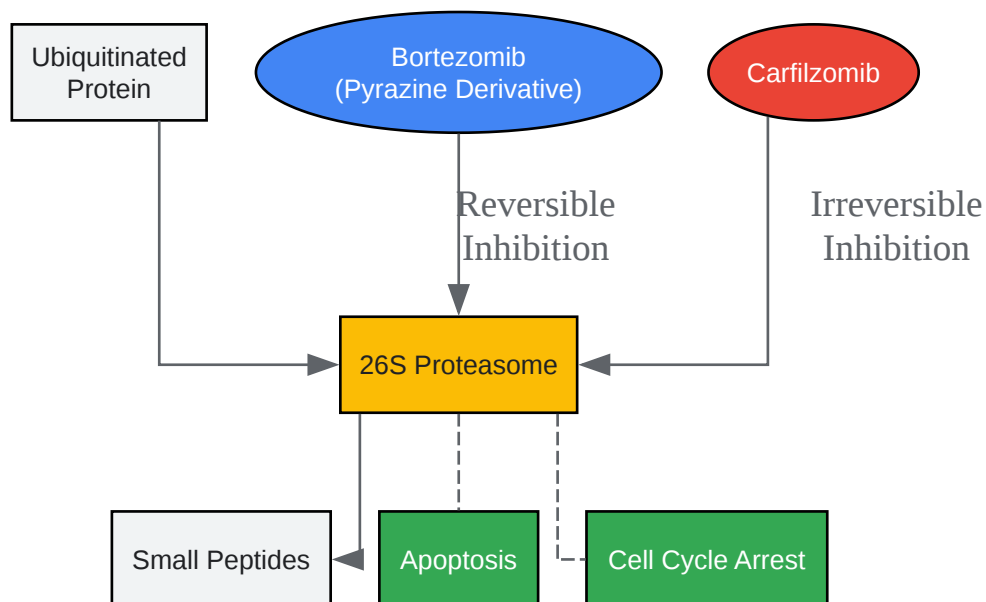 Ubiquitinated
Protein
Bortezomib
(Pyrazine Derivative)
Carfilzomib
Reversible
Inhibition
Irreversible
Inhibition
26S Proteasome
Small Peptides
Apoptosis
Cell Cycle Arrest